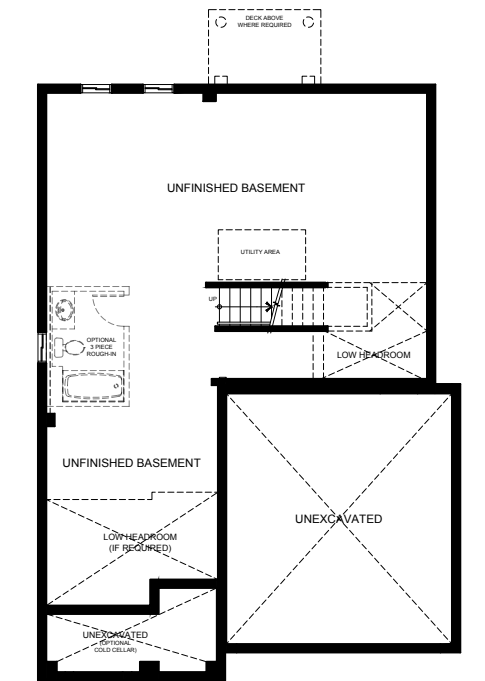 DECK ABOVE
WHERE REQUIRED
UNFINISHED BASEMENT
UTILITY AREA
UP
OPTIONAL
3 PIECE
ROUGH-IN
LOW HEADROOM
UNFINISHED BASEMENT
UNEXCAVATED
LOW HEADROOM
(IF REQUIRED)
UNEXCAVATED
(OPTIONAL
COLD CELLAR)